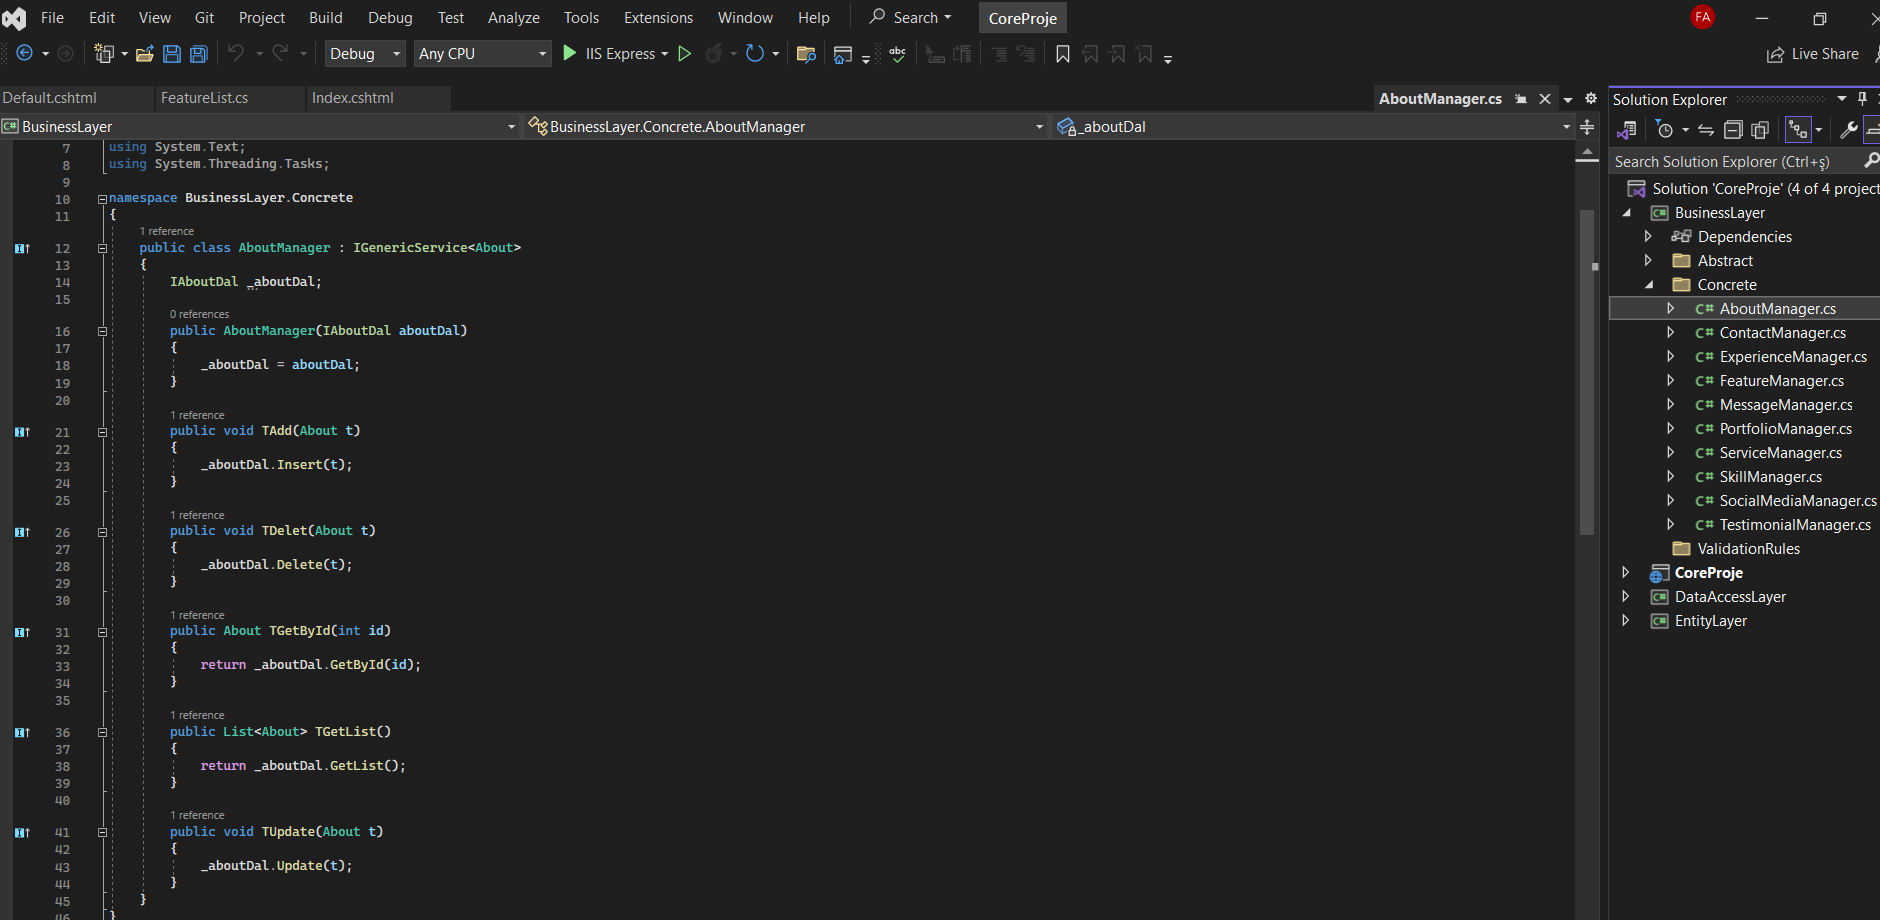 File Edit View Git Project Build Debug Test Analyze Tools Extensions Window Help Search CoreProje FA
Debug Any CPU IIS Express abc Live Share
Default.cshtml FeatureList.cs Index.cshtml AboutManager.cs
BusinessLayer BusinessLayer.Concrete.AboutManager _aboutDal
7 using System.Text;
8 using System.Threading.Tasks;
9
10 namespace BusinessLayer.Concrete
11 {
1 reference
12 public class AboutManager : IGenericService<About>
13 {
14 IAboutDal _aboutDal;
15
0 references
16 public AboutManager(IAboutDal aboutDal)
17 {
18 _aboutDal = aboutDal;
19 }
20
1 reference
21 public void TAdd(About t)
22 {
23 _aboutDal.Insert(t);
24 }
25
1 reference
26 public void TDelet(About t)
27 {
28 _aboutDal.Delete(t);
29 }
30
1 reference
31 public About TGetById(int id)
32 {
33 return _aboutDal.GetById(id);
34 }
35
1 reference
36 public List<About> TGetList()
37 {
38 return _aboutDal.GetList();
39 }
40
1 reference
41 public void TUpdate(About t)
42 {
43 _aboutDal.Update(t);
44 }
45 }
46 }
Solution Explorer
Search Solution Explorer (Ctrl+ş)
Solution 'CoreProje' (4 of 4 project
BusinessLayer
Dependencies
Abstract
Concrete
C# AboutManager.cs
C# ContactManager.cs
C# ExperienceManager.cs
C# FeatureManager.cs
C# MessageManager.cs
C# PortfolioManager.cs
C# ServiceManager.cs
C# SkillManager.cs
C# SocialMediaManager.cs
C# TestimonialManager.cs
ValidationRules
CoreProje
DataAccessLayer
EntityLayer